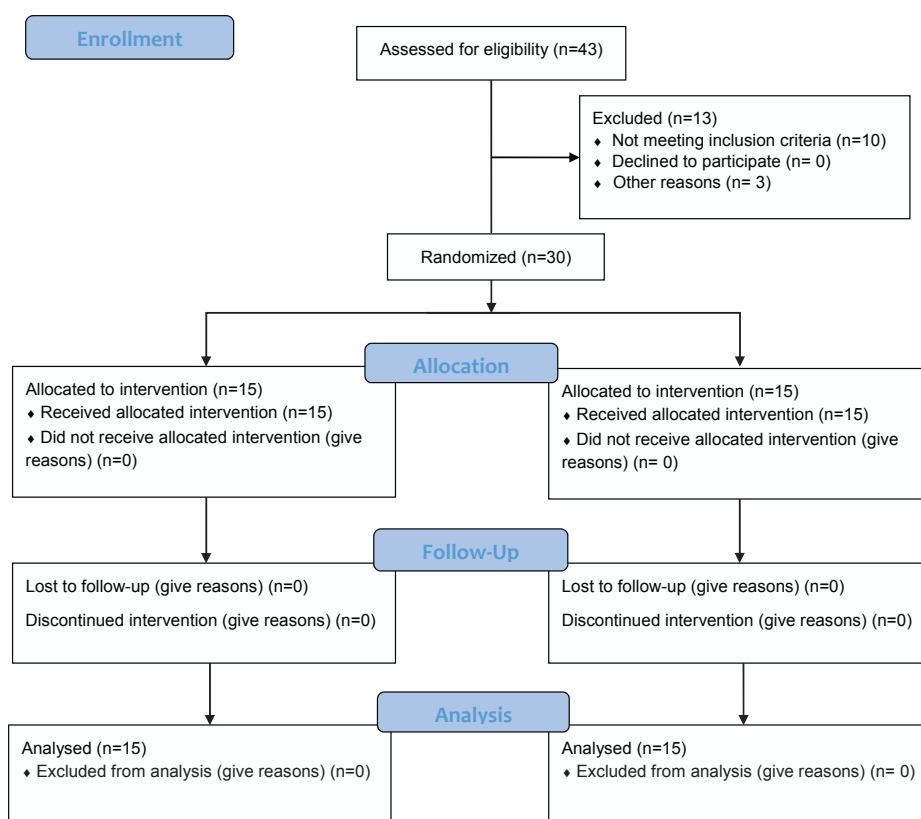 Enrollment
Assessed for eligibility (n=43)
Excluded (n=13)
♦ Not meeting inclusion criteria (n=10)
♦ Declined to participate (n= 0)
♦ Other reasons (n= 3)
Randomized (n=30)
Allocation
Allocated to intervention (n=15)
♦ Received allocated intervention (n=15)
♦ Did not receive allocated intervention (give
reasons) (n=0)
Allocated to intervention (n=15)
♦ Received allocated intervention (n=15)
♦ Did not receive allocated intervention (give
reasons) (n= 0)
Follow-Up
Lost to follow-up (give reasons) (n=0)
Discontinued intervention (give reasons) (n=0)
Lost to follow-up (give reasons) (n=0)
Discontinued intervention (give reasons) (n=0)
Analysis
Analysed (n=15)
♦ Excluded from analysis (give reasons) (n=0)
Analysed (n=15)
♦ Excluded from analysis (give reasons) (n= 0)